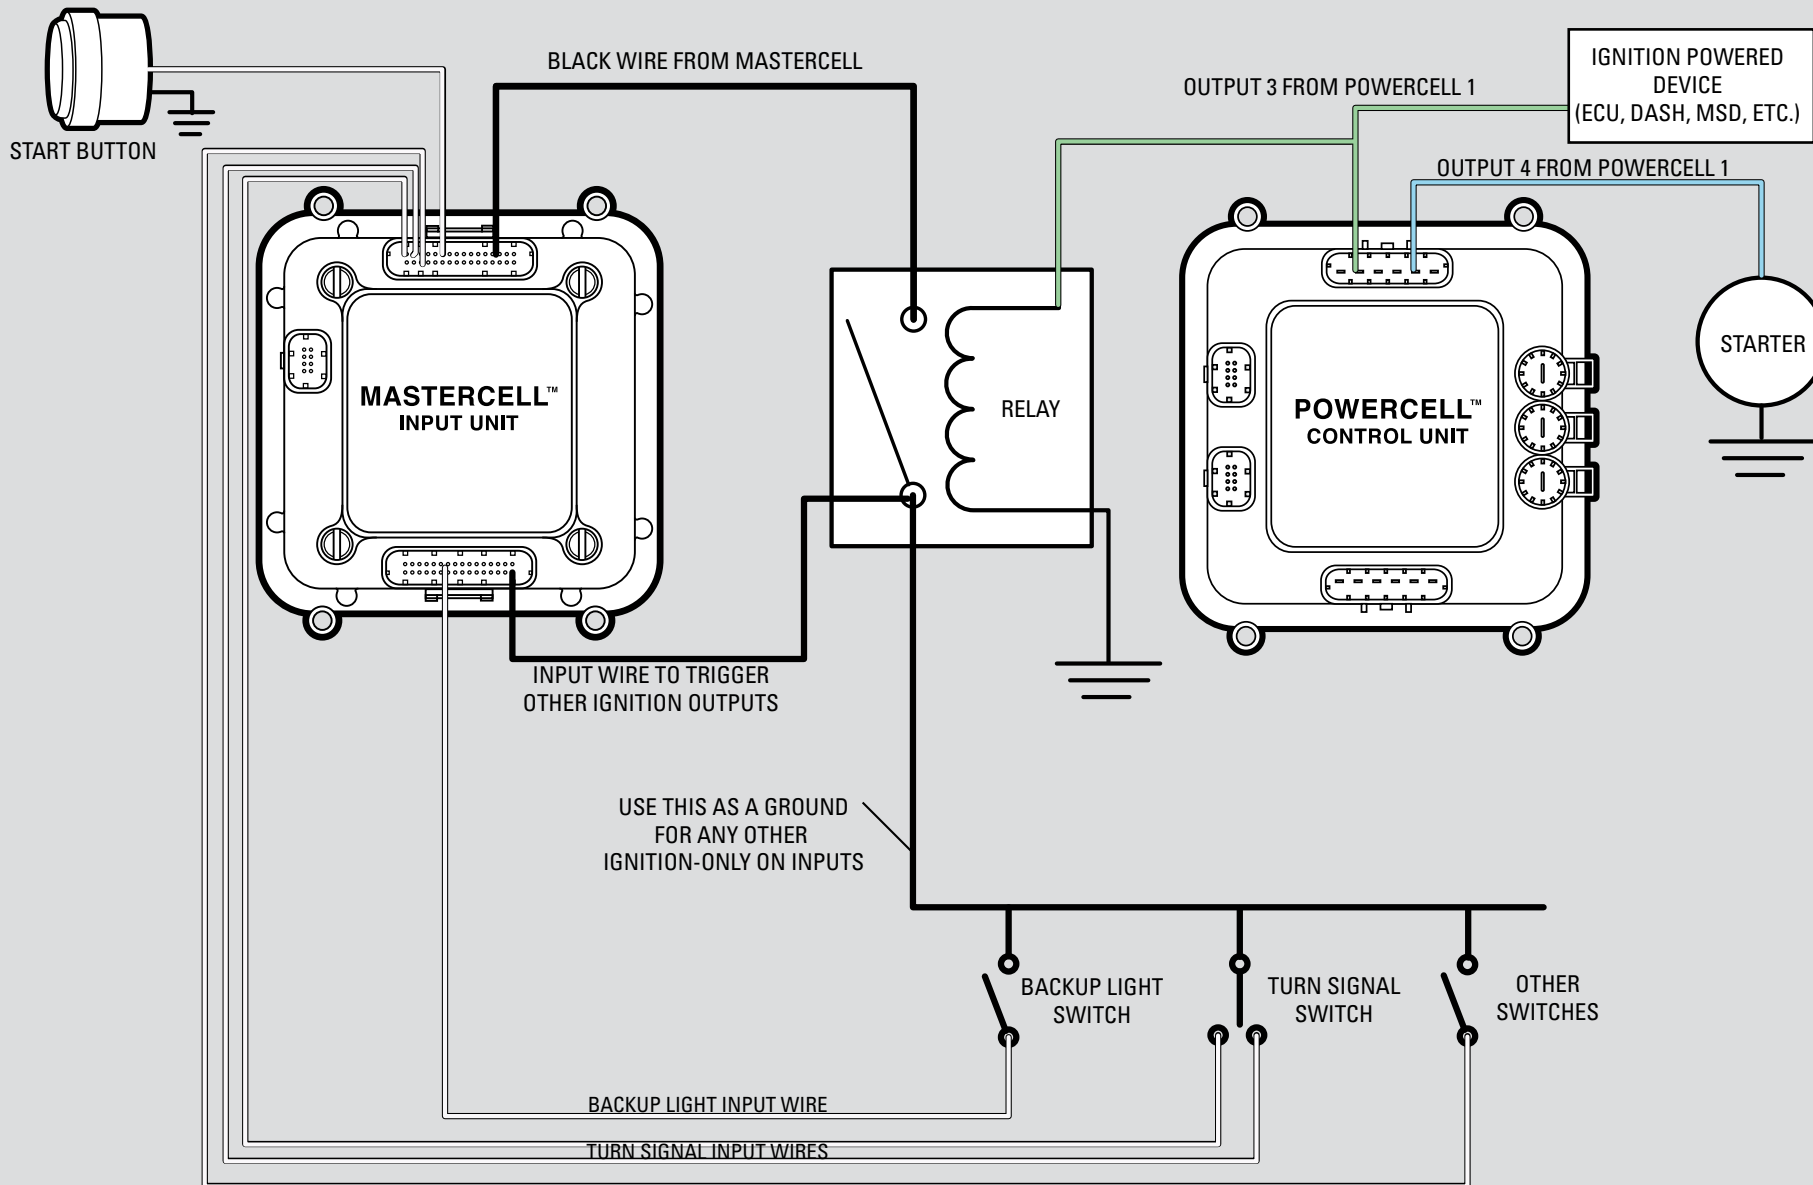 BLACK WIRE FROM MASTERCELL
OUTPUT 3 FROM POWERCELL 1
IGNITION POWERED
DEVICE
(ECU, DASH, MSD, ETC.)
START BUTTON
OUTPUT 4 FROM POWERCELL 1
MASTERCELL™
INPUT UNIT
RELAY
POWERCELL™
CONTROL UNIT
STARTER
INPUT WIRE TO TRIGGER
OTHER IGNITION OUTPUTS
USE THIS AS A GROUND
FOR ANY OTHER
IGNITION-ONLY ON INPUTS
BACKUP LIGHT
SWITCH
TURN SIGNAL
SWITCH
OTHER
SWITCHES
BACKUP LIGHT INPUT WIRE
TURN SIGNAL INPUT WIRES